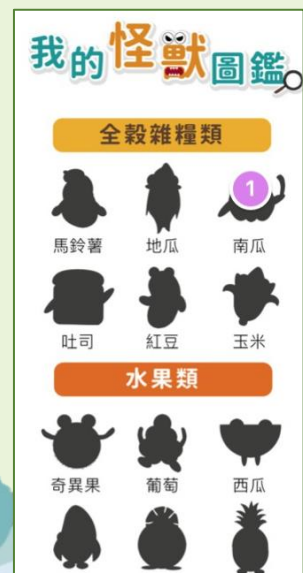 我的怪獸圖鑑
全穀雜糧類
1
馬鈴薯 地瓜 南瓜
吐司 紅豆 玉米
水果類
奇異果 葡萄 西瓜